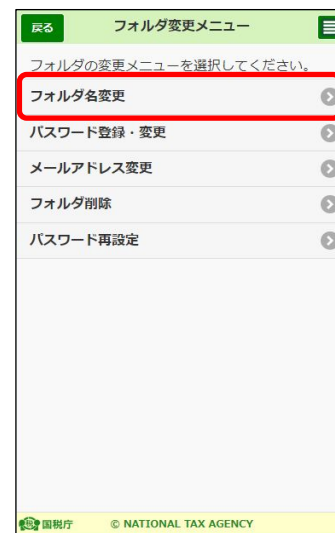 戻る
フォルダ変更メニュー
フォルダの変更メニューを選択してください。
フォルダ名変更
パスワード登録・変更
メールアドレス変更
フォルダ削除
パスワード再設定
国税庁 © NATIONAL TAX AGENCY